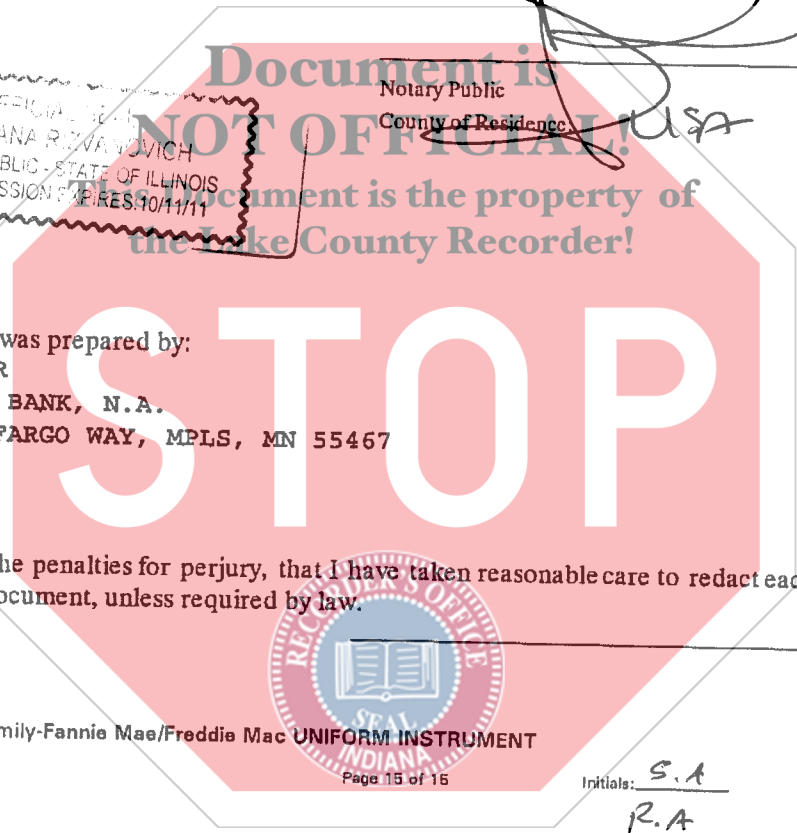 Document is
NOT OFFICIAL!
This Document is the property of
the Lake County Recorder!
Notary Public
County of Residence
USA
PUBLIC - STATE OF ILLINOIS
EXPIRES:10/11/11
STOP
was prepared by:
R
BANK, N.A.
FARGO WAY, MPLS, MN 55467
he penalties for perjury, that I have taken reasonable care to redact eac
ocument, unless required by law.
RECORDER'S OFFICE
SEAL
INDIANA
mily-Fannie Mae/Freddie Mac UNIFORM INSTRUMENT
Page 15 of 15
Initials: S.A
R.A